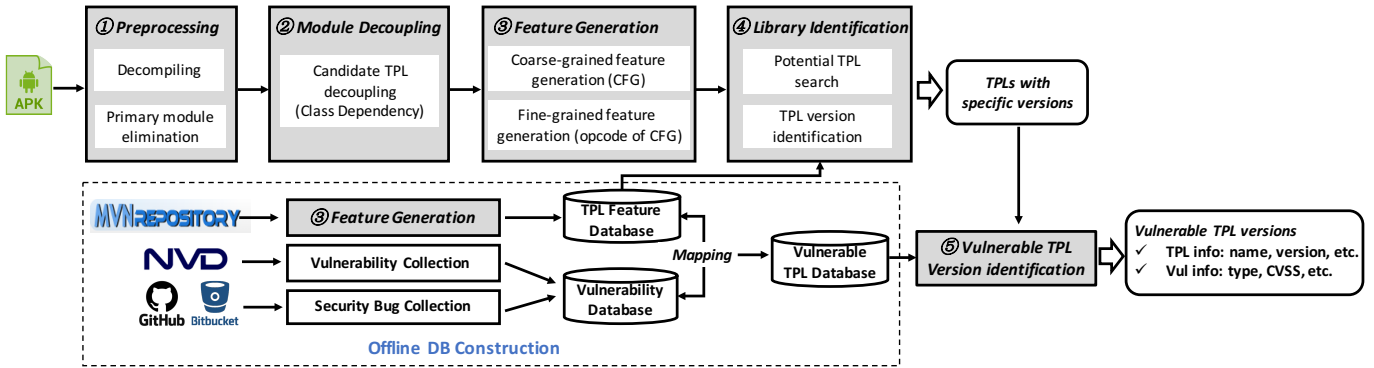 ① Preprocessing
Decompiling
Primary module
elimination
② Module Decoupling
Candidate TPL
decoupling
(Class Dependency)
③ Feature Generation
Coarse-grained feature
generation (CFG)
Fine-grained feature
generation (opcode of CFG)
④ Library Identification
Potential TPL
search
TPL version
identification
APK
TPLs with
specific versions
MVNREPOSITORY
③ Feature Generation
TPL Feature
Database
NVD
Vulnerability Collection
GitHub
Bitbucket
Security Bug Collection
Vulnerability
Database
Mapping
Vulnerable
TPL Database
⑤ Vulnerable TPL
Version identification
Vulnerable TPL versions
✓ TPL info: name, version, etc.
✓ Vul info: type, CVSS, etc.
Offline DB Construction